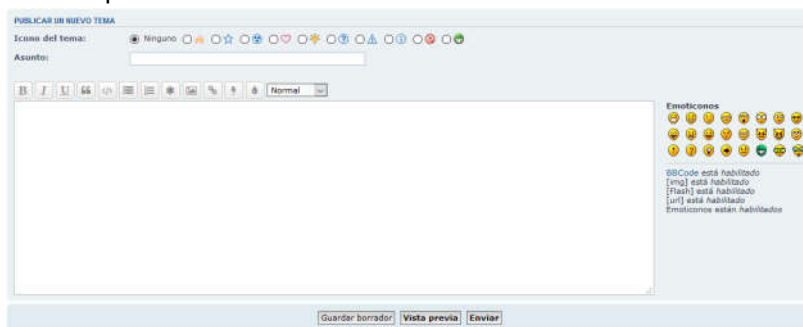 PUBLICAR UN NUEVO TEMA
Icono del tema:
Ninguno
Asunto:
B I U
Normal
Emoticonos
BBCode está habilitado
[img] está habilitado
[flash] está habilitado
[url] está habilitado
Emoticonos están habilitados
Guardar borrador Vista previa Enviar